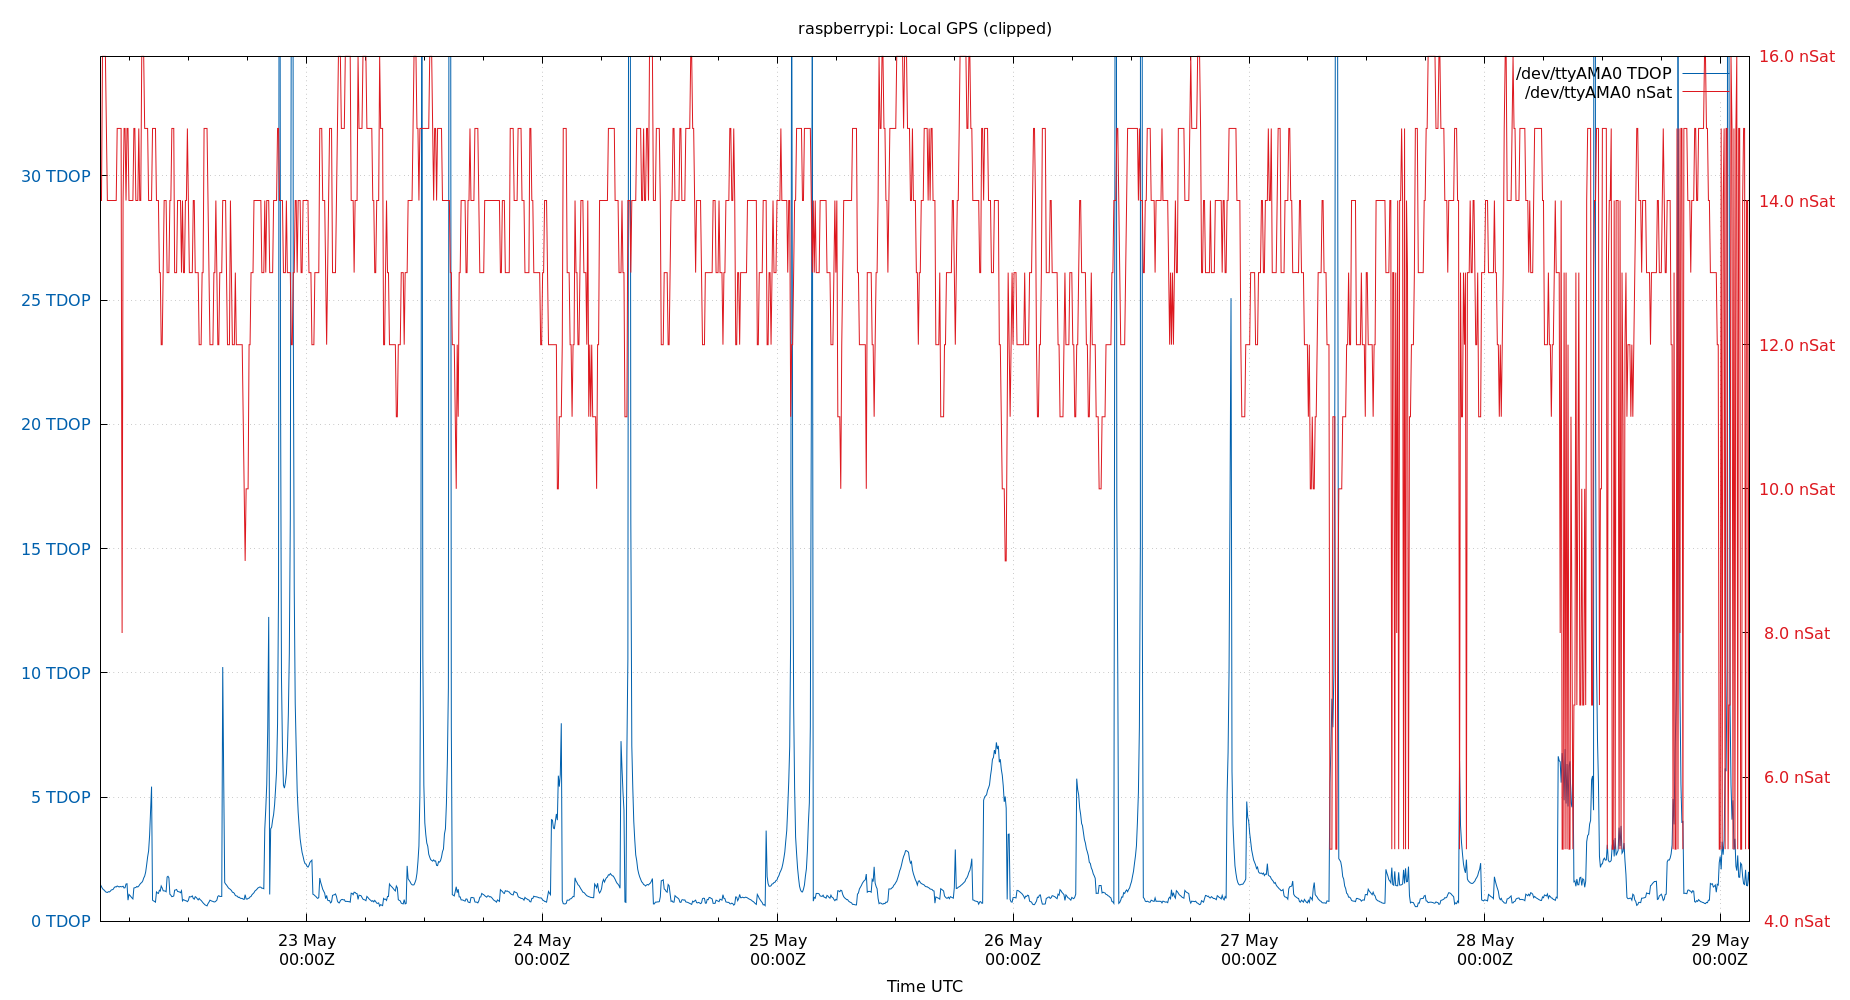 raspberrypi: Local GPS (clipped)
16.0 nSat
/dev/ttyAMA0 TDOP
/dev/ttyAMA0 nSat
30 TDOP
14.0 nSat
25 TDOP
12.0 nSat
20 TDOP
10.0 nSat
15 TDOP
8.0 nSat
10 TDOP
6.0 nSat
5 TDOP
0 TDOP
4.0 nSat
23 May
00:00Z
24 May
00:00Z
25 May
00:00Z
26 May
00:00Z
27 May
00:00Z
28 May
00:00Z
29 May
00:00Z
Time UTC